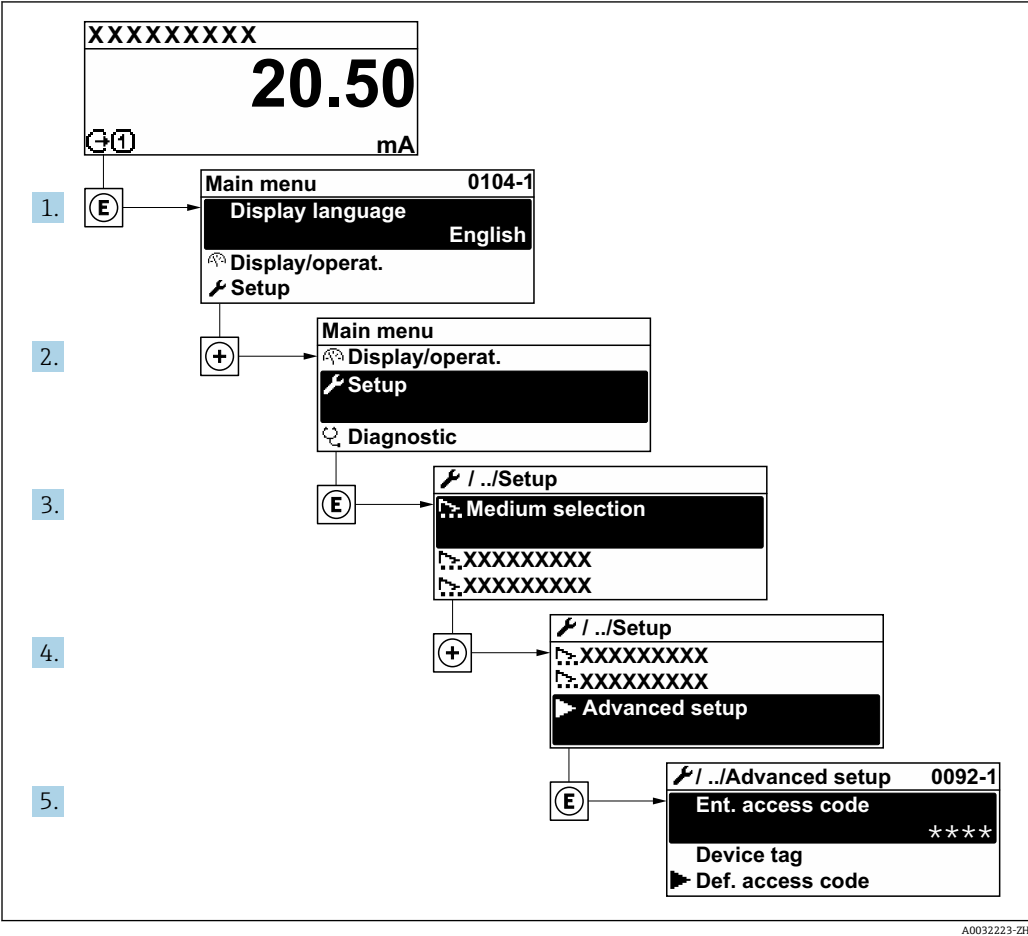 XXXXXXXXX
20.50
1 mA
1. E Main menu 0104-1
Display language
English
Display/operat.
Setup
2. + Main menu
Display/operat.
Setup
Diagnostic
3. E / ../Setup
Medium selection
XXXXXXXXX
XXXXXXXXX
4. + / ../Setup
XXXXXXXXX
XXXXXXXXX
Advanced setup
5. E / ../Advanced setup 0092-1
Ent. access code
****
Device tag
Def. access code
A0032223-ZH